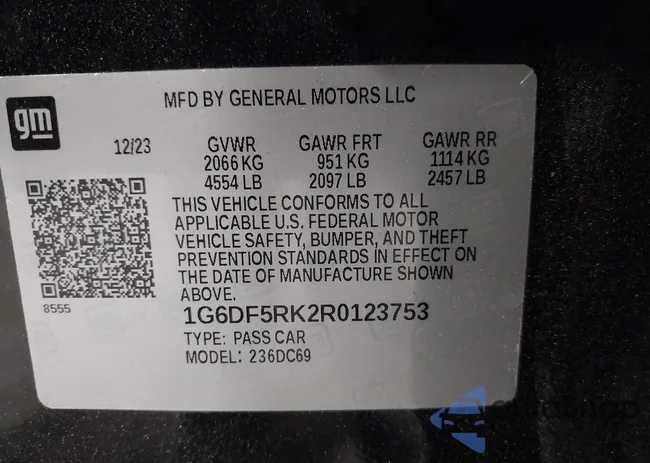 gm
MFD BY GENERAL MOTORS LLC
12/23 GVWR GAWR FRT GAWR RR
2066 KG 951 KG 1114 KG
4554 LB 2097 LB 2457 LB
THIS VEHICLE CONFORMS TO ALL
APPLICABLE U.S. FEDERAL MOTOR
VEHICLE SAFETY, BUMPER, AND THEFT
PREVENTION STANDARDS IN EFFECT ON
THE DATE OF MANUFACTURE SHOWN
ABOVE.
8555
1G6DF5RK2R0123753
TYPE: PASS CAR
MODEL: 236DC69